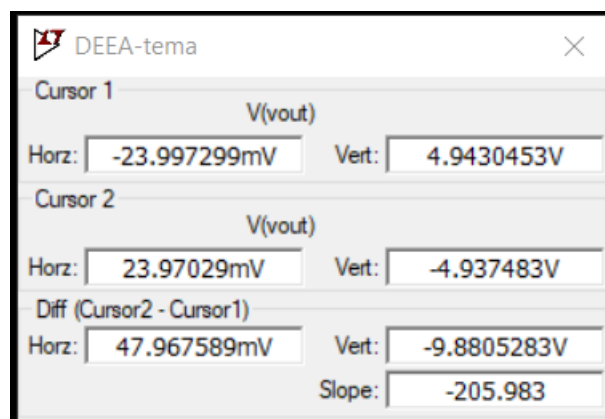 DEEA-tema
Cursor 1
V(vout)
Horz: -23.997299mV Vert: 4.9430453V
Cursor 2
V(vout)
Horz: 23.97029mV Vert: -4.937483V
Diff (Cursor2 - Cursor1)
Horz: 47.967589mV Vert: -9.8805283V
Slope: -205.983